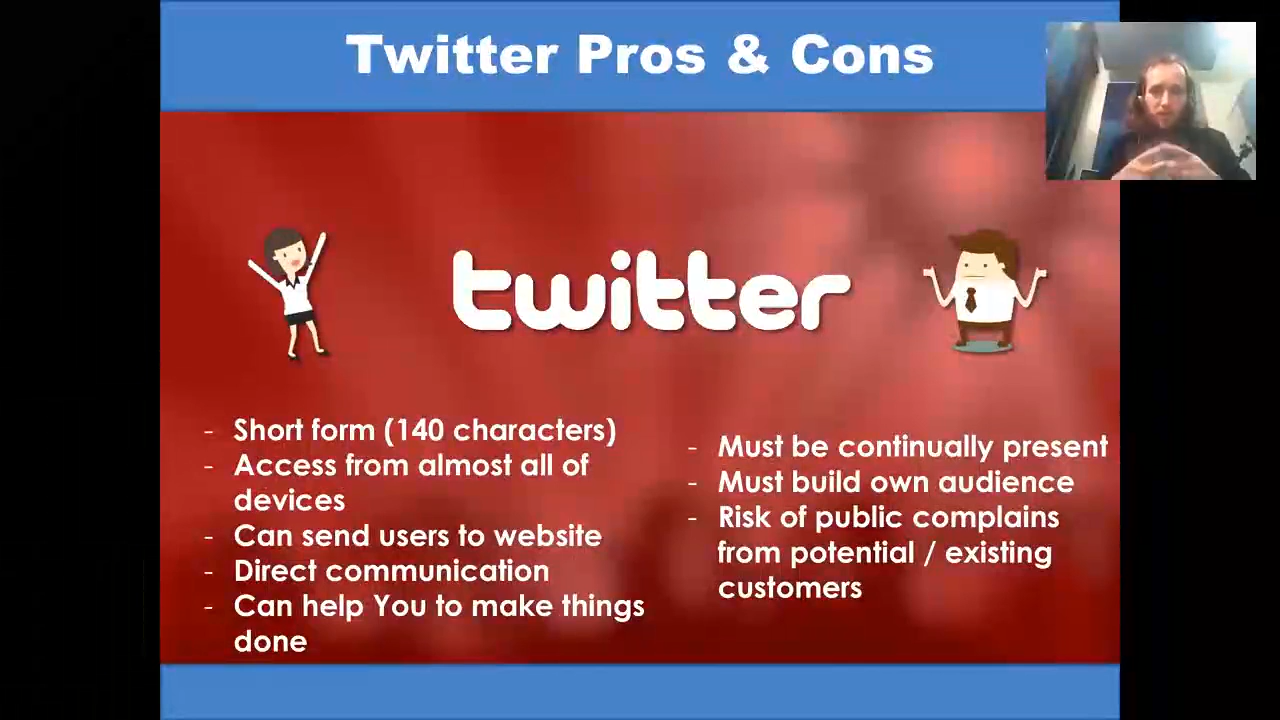 Twitter Pros & Cons
twitter
- Short form (140 characters)
- Access from almost all of
devices
- Can send users to website
- Direct communication
- Can help You to make things
done
- Must be continually present
- Must build own audience
- Risk of public complains
from potential / existing
customers